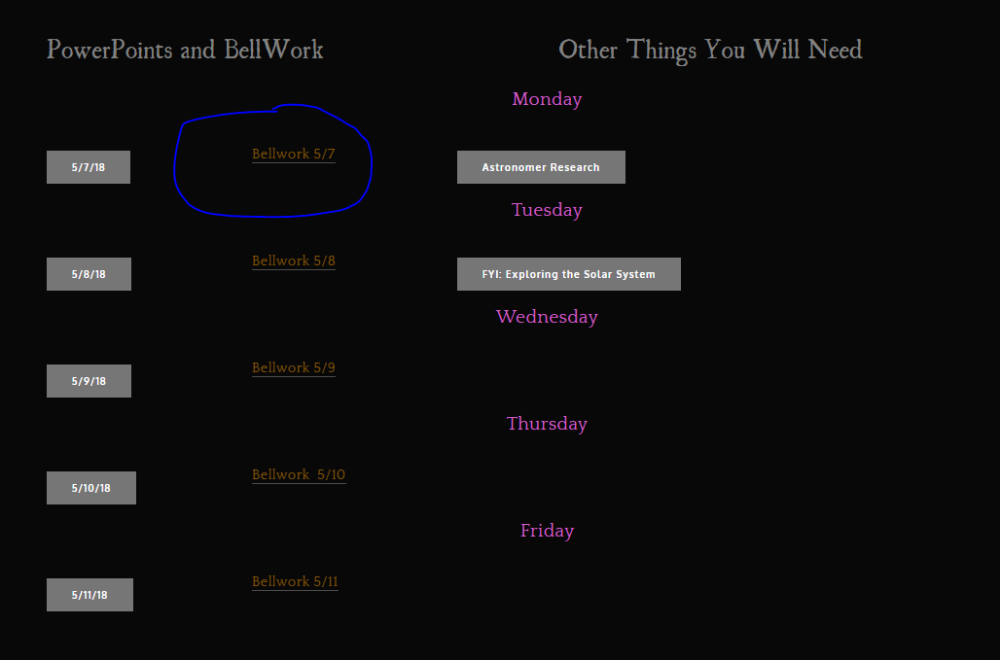 PowerPoints and BellWork
Other Things You Will Need
Monday
Bellwork 5/7
5/7/18
Astronomer Research
Tuesday
Bellwork 5/8
5/8/18
FYI: Exploring the Solar System
Wednesday
Bellwork 5/9
5/9/18
Thursday
Bellwork  5/10
5/10/18
Friday
Bellwork 5/11
5/11/18